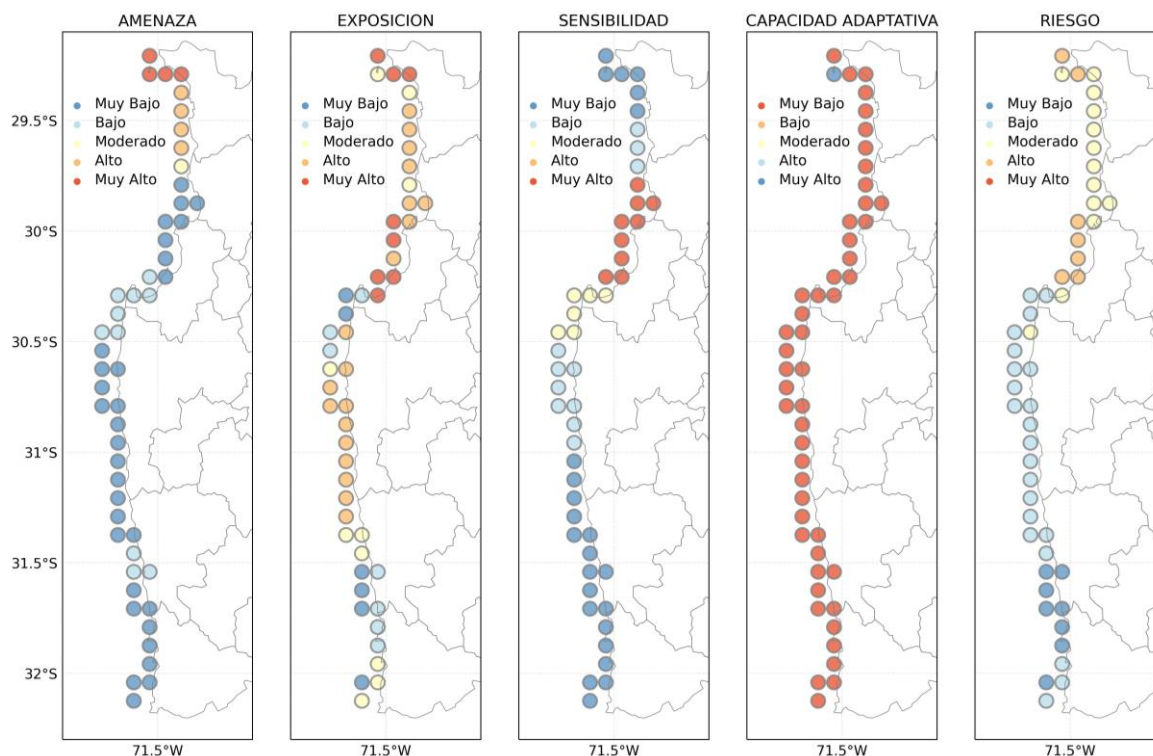 AMENAZA
EXPOSICION
SENSIBILIDAD
CAPACIDAD ADAPTATIVA
RIESGO
Muy Bajo
Bajo
Moderado
Alto
Muy Alto
Muy Bajo
Bajo
Moderado
Alto
Muy Alto
Muy Bajo
Bajo
Moderado
Alto
Muy Alto
Muy Bajo
Bajo
Moderado
Alto
Muy Alto
Muy Bajo
Bajo
Moderado
Alto
Muy Alto
29.5°S
30°S
30.5°S
31°S
31.5°S
32°S
71.5°W
71.5°W
71.5°W
71.5°W
71.5°W